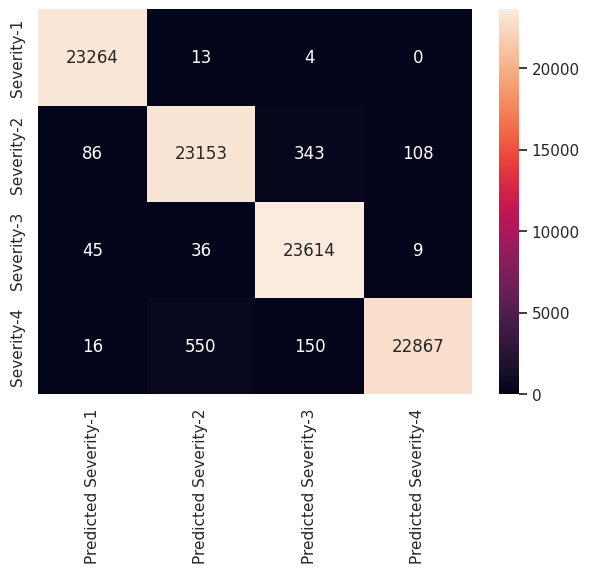 Severity-1
23264 13 4 0
Severity-2
86 23153 343 108
Severity-3
45 36 23614 9
Severity-4
16 550 150 22867
Predicted Severity-1
Predicted Severity-2
Predicted Severity-3
Predicted Severity-4
20000
15000
10000
5000
0